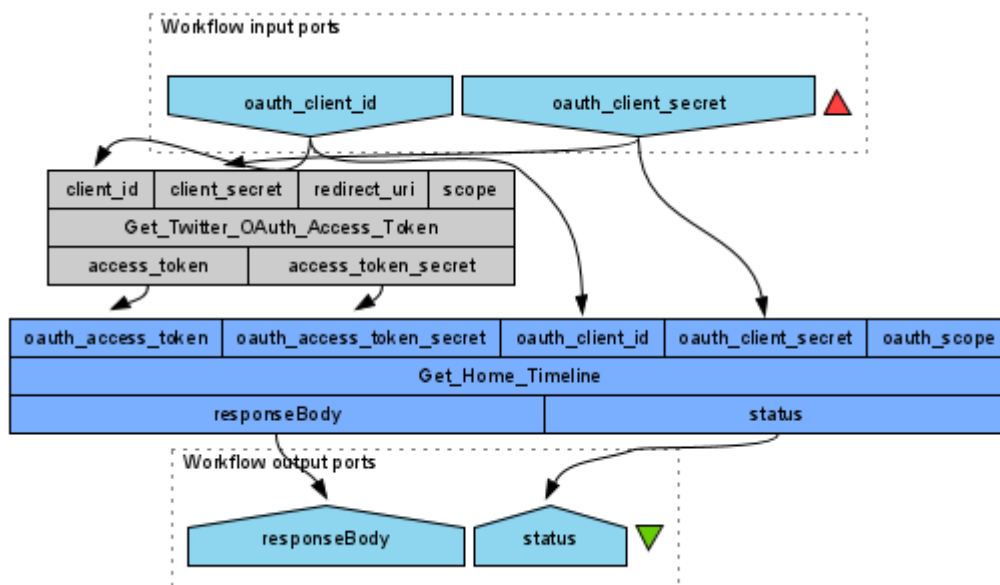 Workflow input ports
oauth_client_id
oauth_client_secret
client_id
client_secret
redirect_uri
scope
Get_Twitter_OAuth_Access_Token
access_token
access_token_secret
oauth_access_token
oauth_access_token_secret
oauth_client_id
oauth_client_secret
oauth_scope
Get_Home_Timeline
responseBody
status
Workflow output ports
responseBody
status